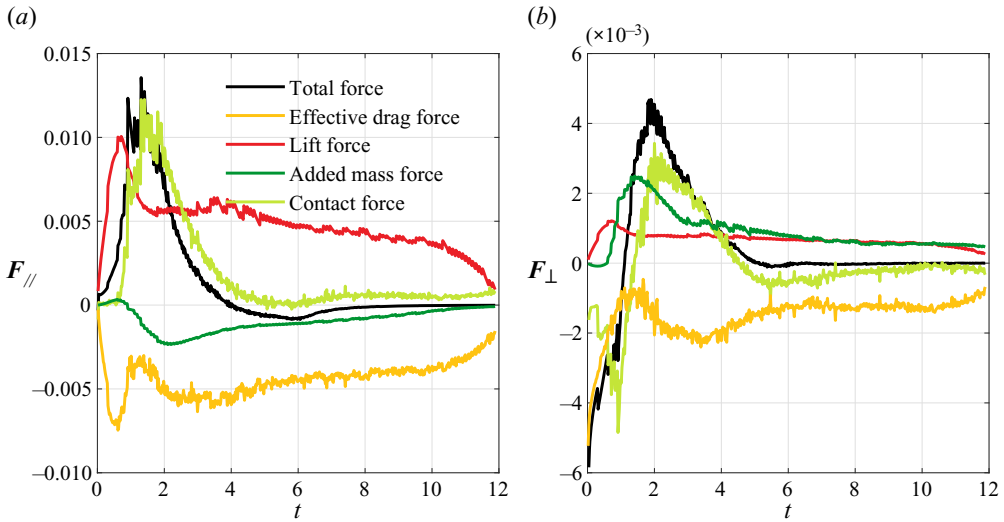 (a)
0.015
0.010
0.005
0
−0.005
−0.010
F//
0 2 4 6 8 10 12
t
Total force
Effective drag force
Lift force
Added mass force
Contact force
(b)
(×10−3)
6
4
2
0
−2
−4
−6
F⊥
0 2 4 6 8 10 12
t